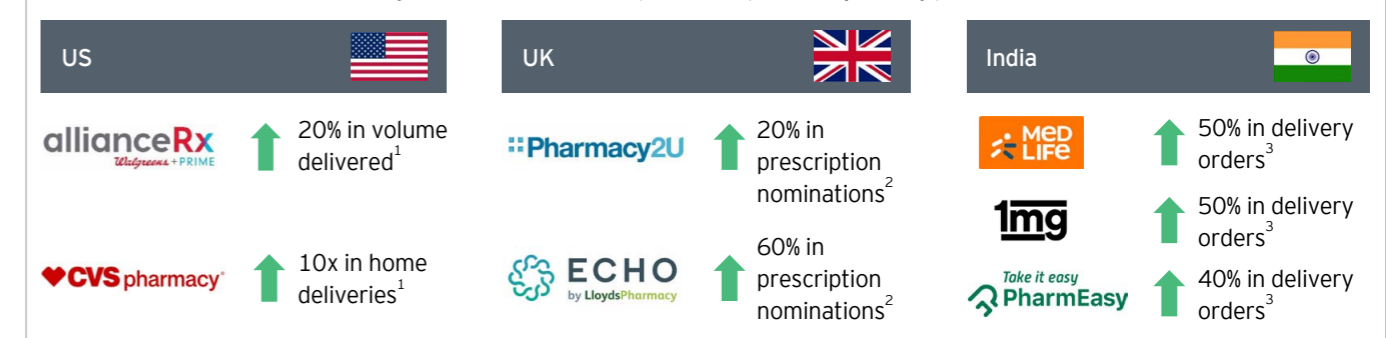 US
allianceRx
Walgreens + PRIME
20% in volume
delivered¹
CVS pharmacy®
10x in home
deliveries¹
UK
Pharmacy2U
20% in
prescription
nominations²
ECHO
by LloydsPharmacy
60% in
prescription
nominations²
India
MED
LIFE
50% in delivery
orders³
1mg
50% in delivery
orders³
Take it easy
PharmEasy
40% in delivery
orders³